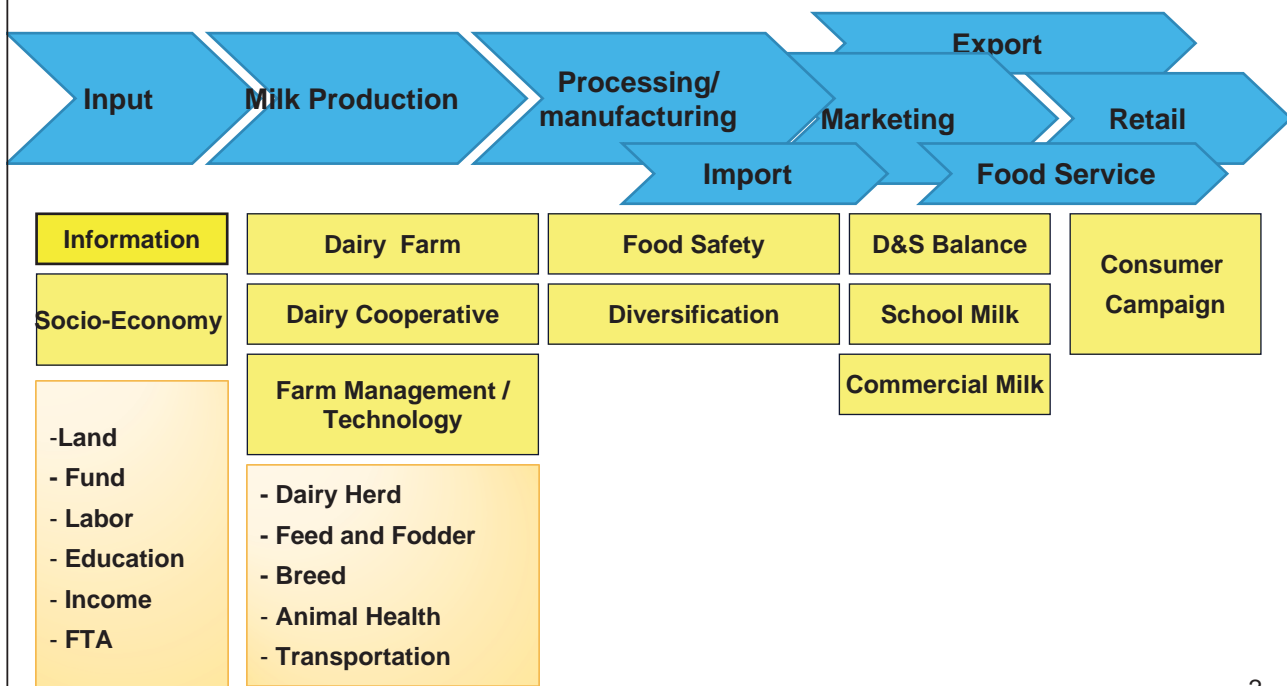 Export
Input
Milk Production
Processing/
manufacturing
Marketing
Retail
Import
Food Service
Information
Socio-Economy
-Land
- Fund
- Labor
- Education
- Income
- FTA
Dairy Farm
Dairy Cooperative
Farm Management /
Technology
- Dairy Herd
- Feed and Fodder
- Breed
- Animal Health
- Transportation
Food Safety
Diversification
D&S Balance
School Milk
Commercial Milk
Consumer
Campaign